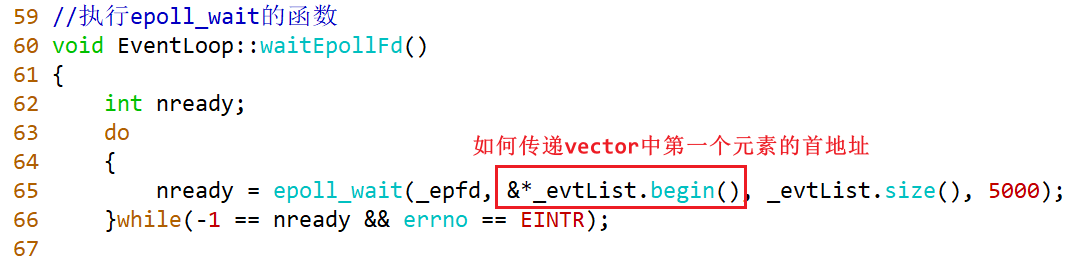 59 //执行epoll_wait的函数
60 void EventLoop::waitEpollFd()
61 {
62     int nready;
63     do
如何传递vector中第一个元素的首地址
64     {
65         nready = epoll_wait(_epfd, &*_evtList.begin(), _evtList.size(), 5000);
66     }while(-1 == nready && errno == EINTR);
67